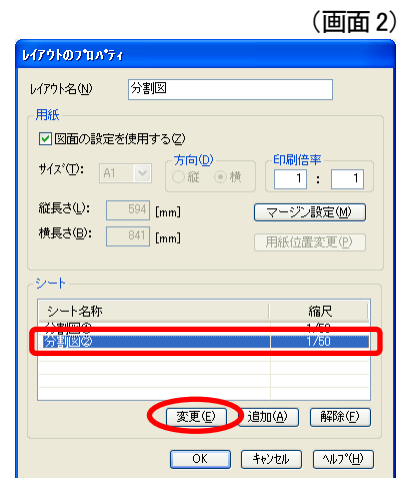 (画面2)
レイアウトのプロパティ
レイアウト名(N) 分割図
用紙
図面の設定を使用する(Z)
サイズ(T): A1 方向(D) 縦 横 印刷倍率 1 : 1
縦長さ(L): 594 [mm] マージン設定(M)
横長さ(B): 841 [mm] 用紙位置変更(P)
シート
シート名称 縮尺
分割図① 1/50
分割図② 1/50
変更(E) 追加(A) 解除(F)
OK キャンセル ヘルプ(H)